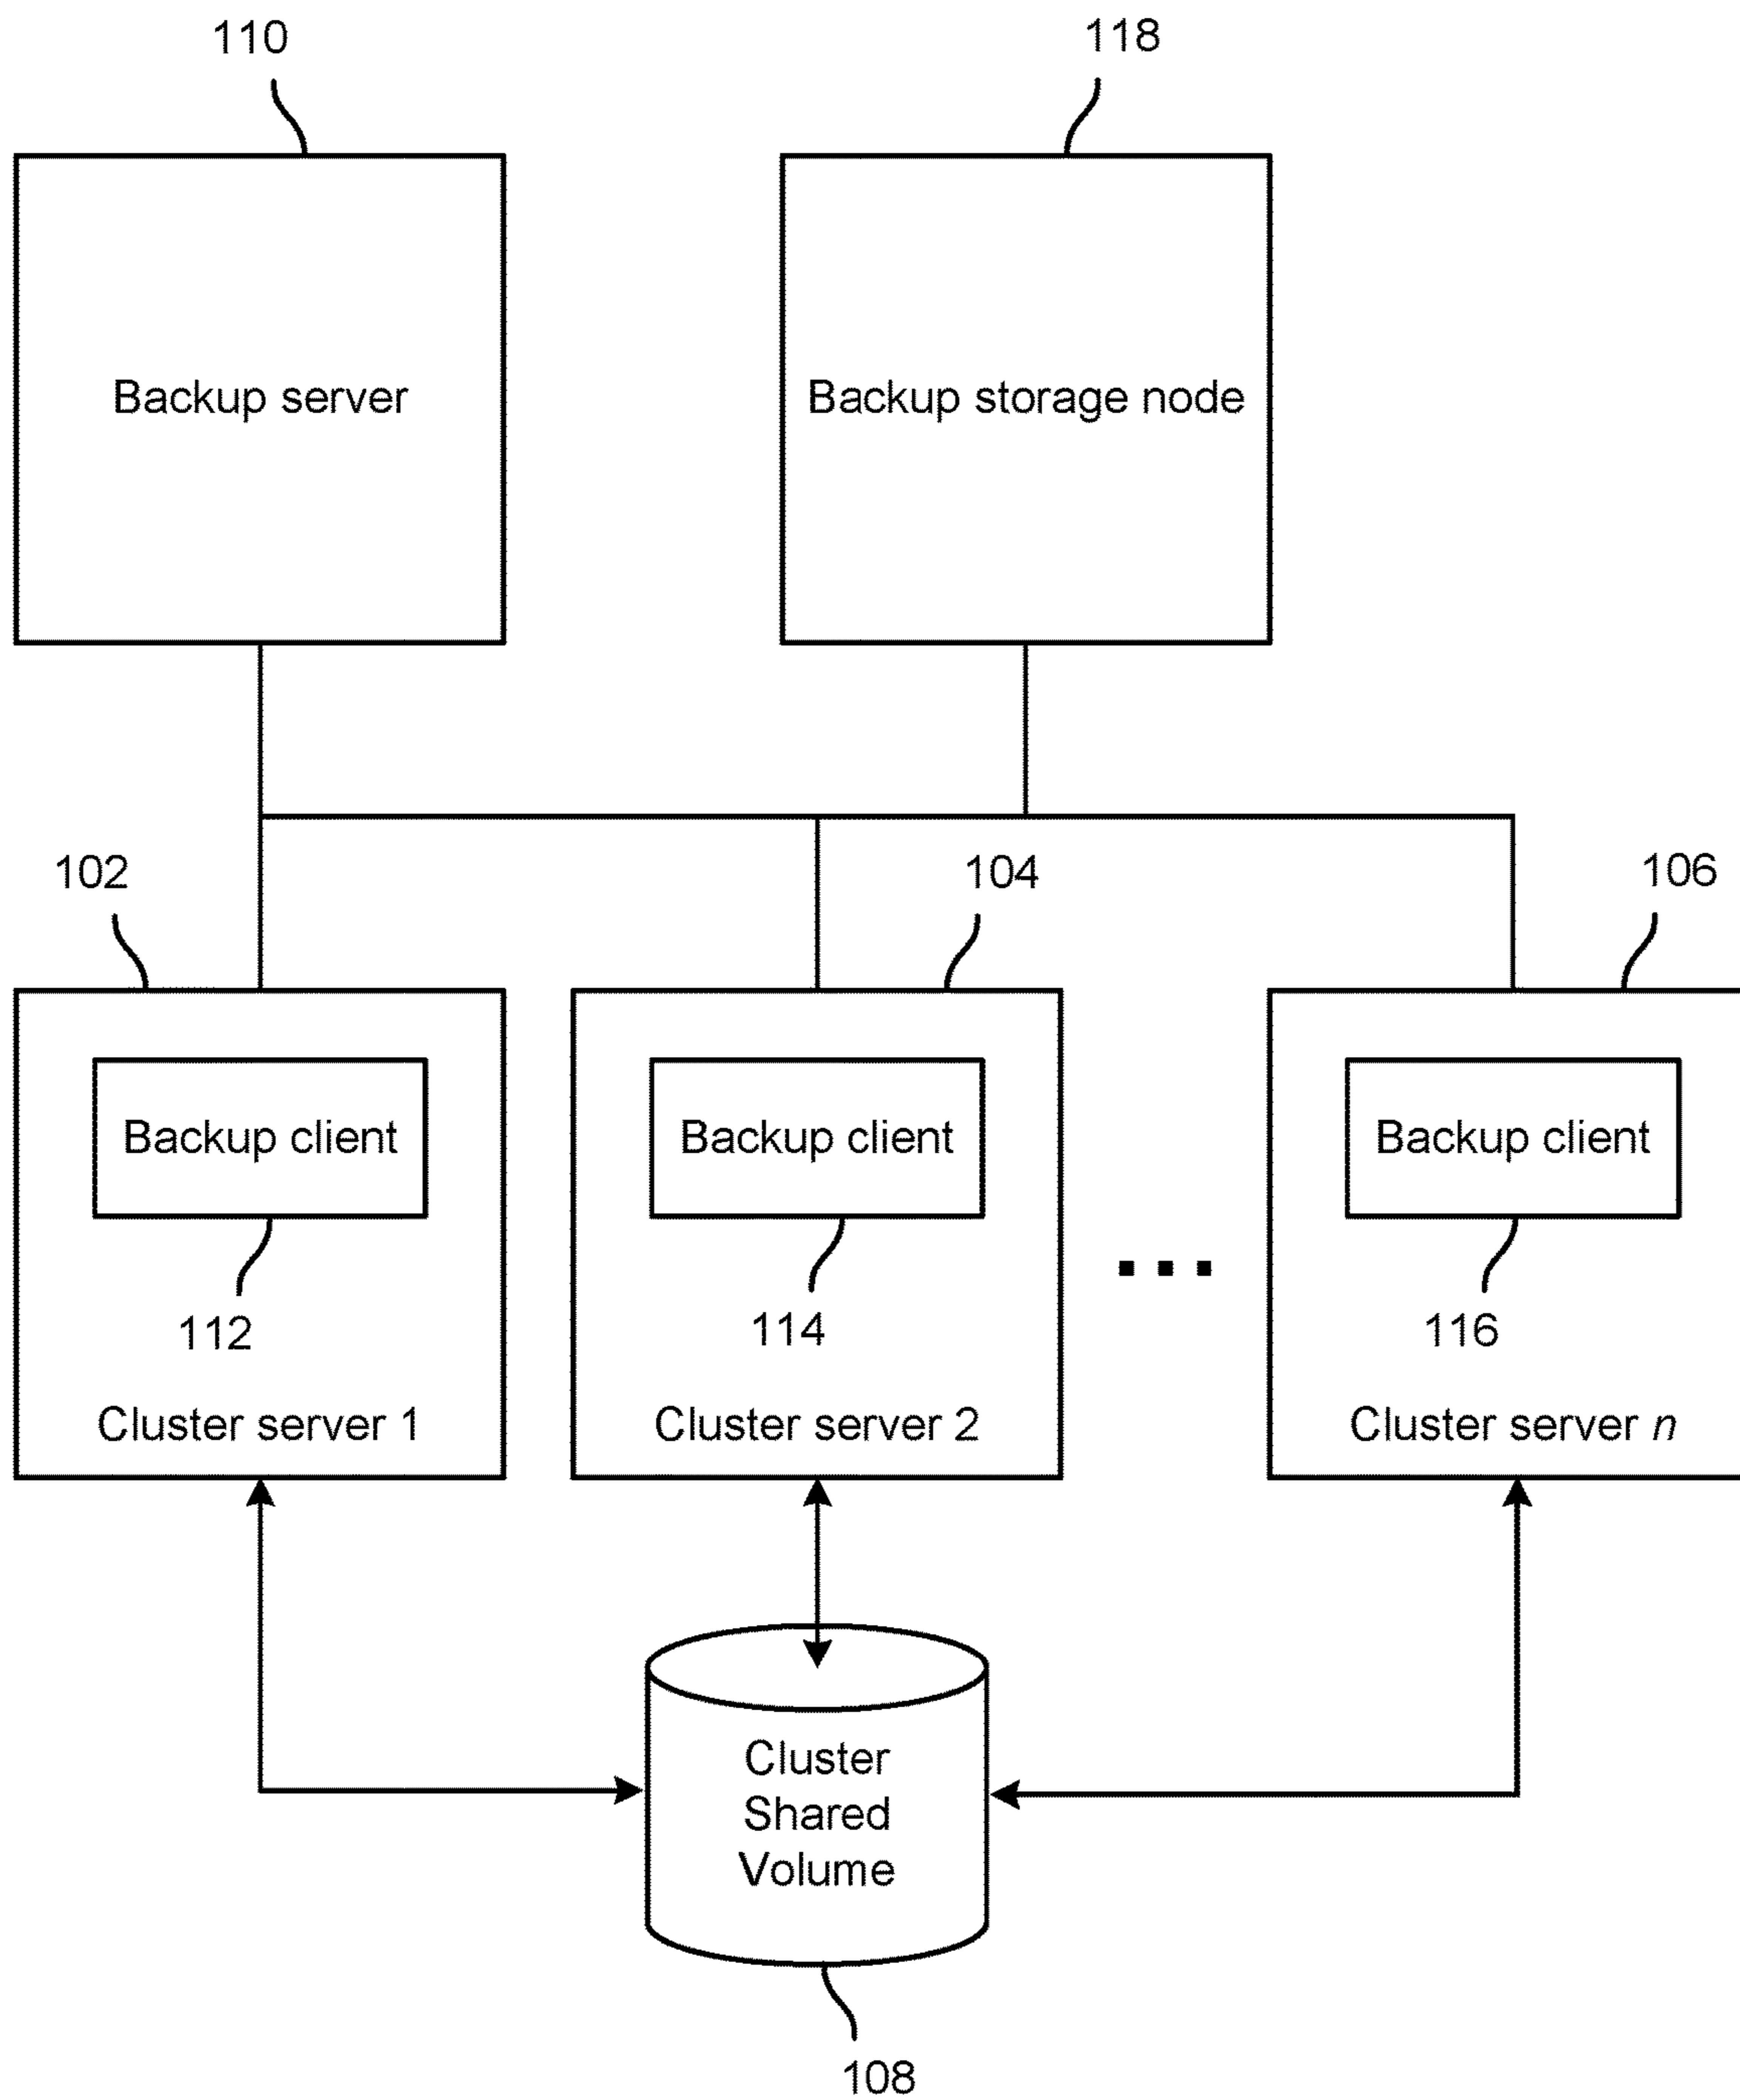 110
118
Backup server
Backup storage node
102
104
106
Backup client
Backup client
Backup client
112
114
116
Cluster server 1
Cluster server 2
Cluster server n
Cluster
Shared
Volume
108